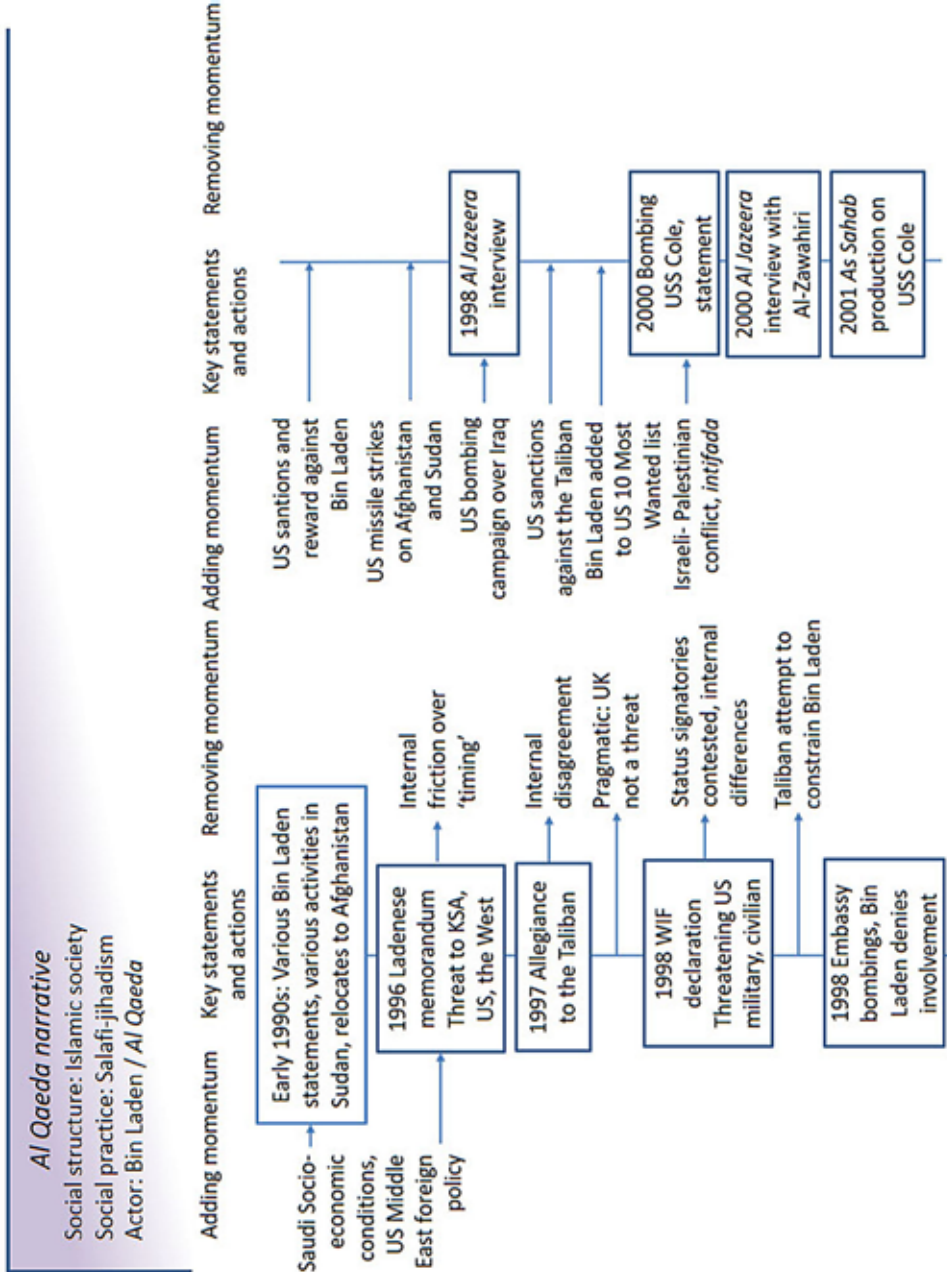 Al Qaeda narrative
Social structure: Islamic society
Social practice: Salafi-jihadism
Actor: Bin Laden / Al Qaeda
Adding momentum
Key statements
and actions
Removing momentum
Adding momentum
Key statements
and actions
Removing momentum
Saudi Socio-
economic
conditions,
US Middle
East foreign
policy
Early 1990s: Various Bin Laden
statements, various activities in
Sudan, relocates to Afghanistan
1996 Ladenese
memorandum
Threat to KSA,
US, the West
Internal
friction over
'timing'
1997 Allegiance
to the Taliban
Internal
disagreement
Pragmatic: UK
not a threat
1998 WIF
declaration
Threatening US
military, civilian
Status signatories
contested, internal
differences
Taliban attempt to
constrain Bin Laden
1998 Embassy
bombings, Bin
Laden denies
involvement
US santions and
reward against
Bin Laden
US missile strikes
on Afghanistan
and Sudan
US bombing
campaign over Iraq
1998 Al Jazeera
interview
US sanctions
against the Taliban
Bin Laden added
to US 10 Most
Wanted list
Israeli- Palestinian
conflict, intifada
2000 Bombing
USS Cole,
statement
2000 Al Jazeera
interview with
Al-Zawahiri
2001 As Sahab
production on
USS Cole